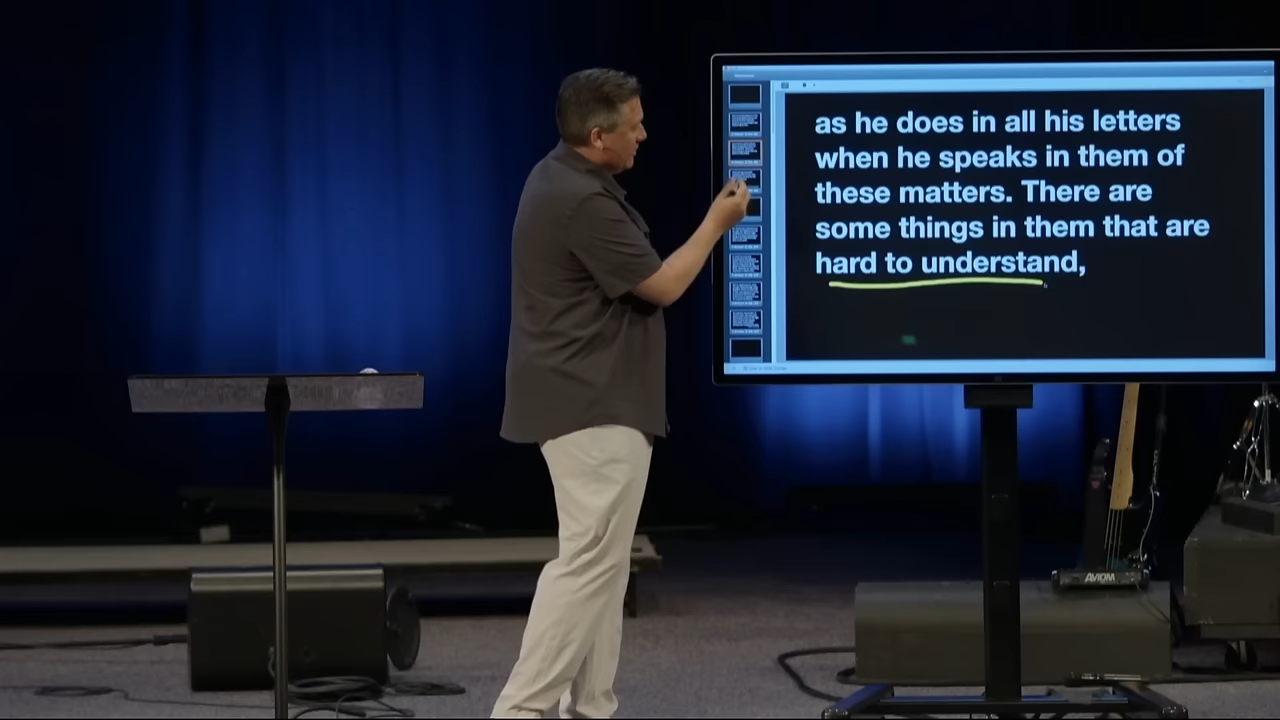 as he does in all his letters
when he speaks in them of
these matters. There are
some things in them that are
hard to understand,
AVIOM